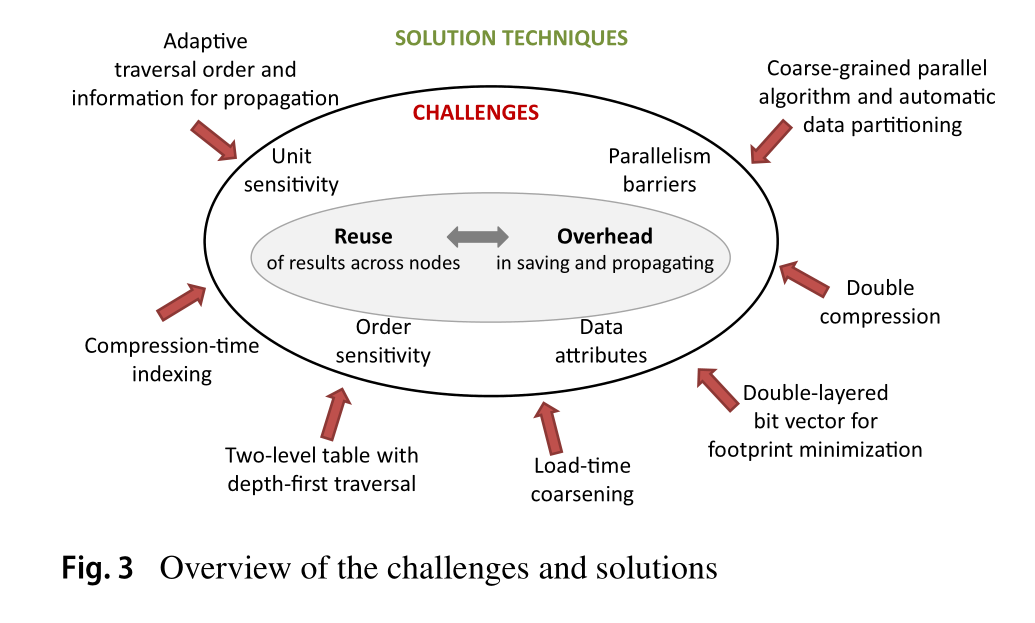 SOLUTION TECHNIQUES
Adaptive
traversal order and
information for propagation
Coarse-grained parallel
algorithm and automatic
data partitioning
CHALLENGES
Unit
sensitivity
Parallelism
barriers
Reuse
of results across nodes
Overhead
in saving and propagating
Order
sensitivity
Data
attributes
Double
compression
Compression-time
indexing
Double-layered
bit vector for
footprint minimization
Two-level table with
depth-first traversal
Load-time
coarsening
Fig. 3 Overview of the challenges and solutions